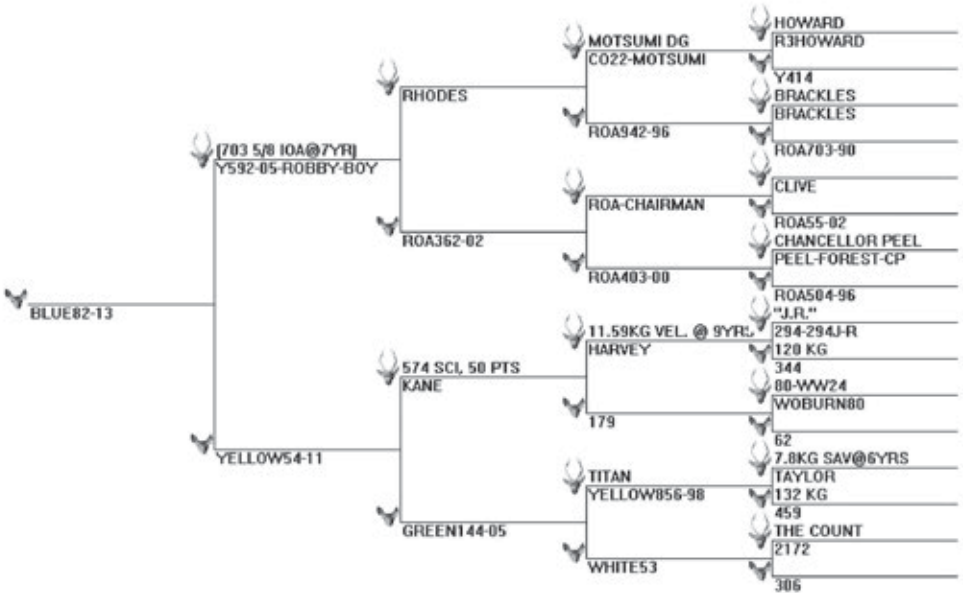 BLUE82-13
[703 5/8 IOA@7YR]
Y592-05-ROBBY-BOY
YELLOW54-11
RHODES
ROA362-02
574 SCI, 50 PTS
KANE
GREEN144-05
MOTSUMI DG
CO22-MOTSUMI
ROA942-96
ROA-CHAIRMAN
ROA403-00
11.59KG VEL. @ 9YRS
HARVEY
179
TITAN
YELLOW856-98
WHITE53
HOWARD
R3HOWARD
Y414
BRACKLES
BRACKLES
ROA703-90
CLIVE
ROA55-02
CHANCELLOR PEEL
PEEL-FOREST-CP
ROA504-96
"J.R."
294-294J-R
120 KG
344
80-WW24
WOBURN80
62
7.8KG SAV@6YRS
TAYLOR
132 KG
459
THE COUNT
2172
306